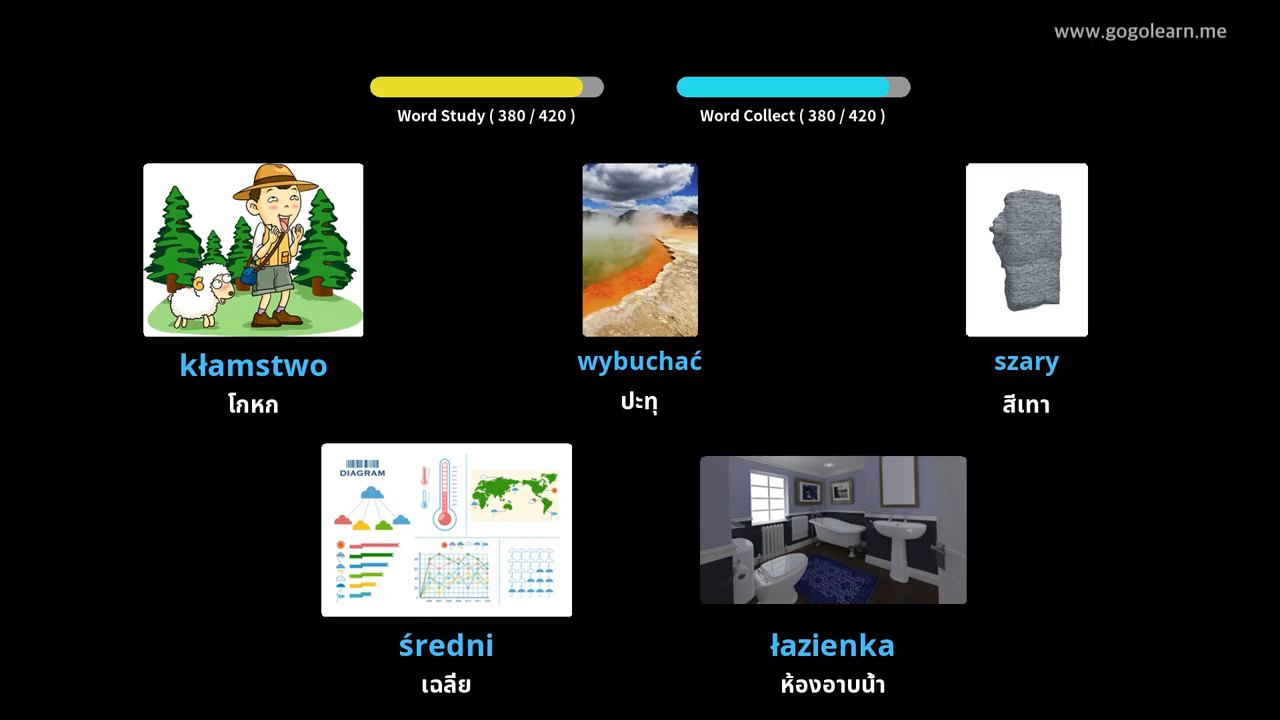 www.gogolearn.me
Word Study ( 380 / 420 )
Word Collect ( 380 / 420 )
kłamstwo
โกหก
wybuchać
ปะทุ
szary
สีเทา
DIAGRAM
średni
เฉลี่ย
łazienka
ห้องอาบน้ำ